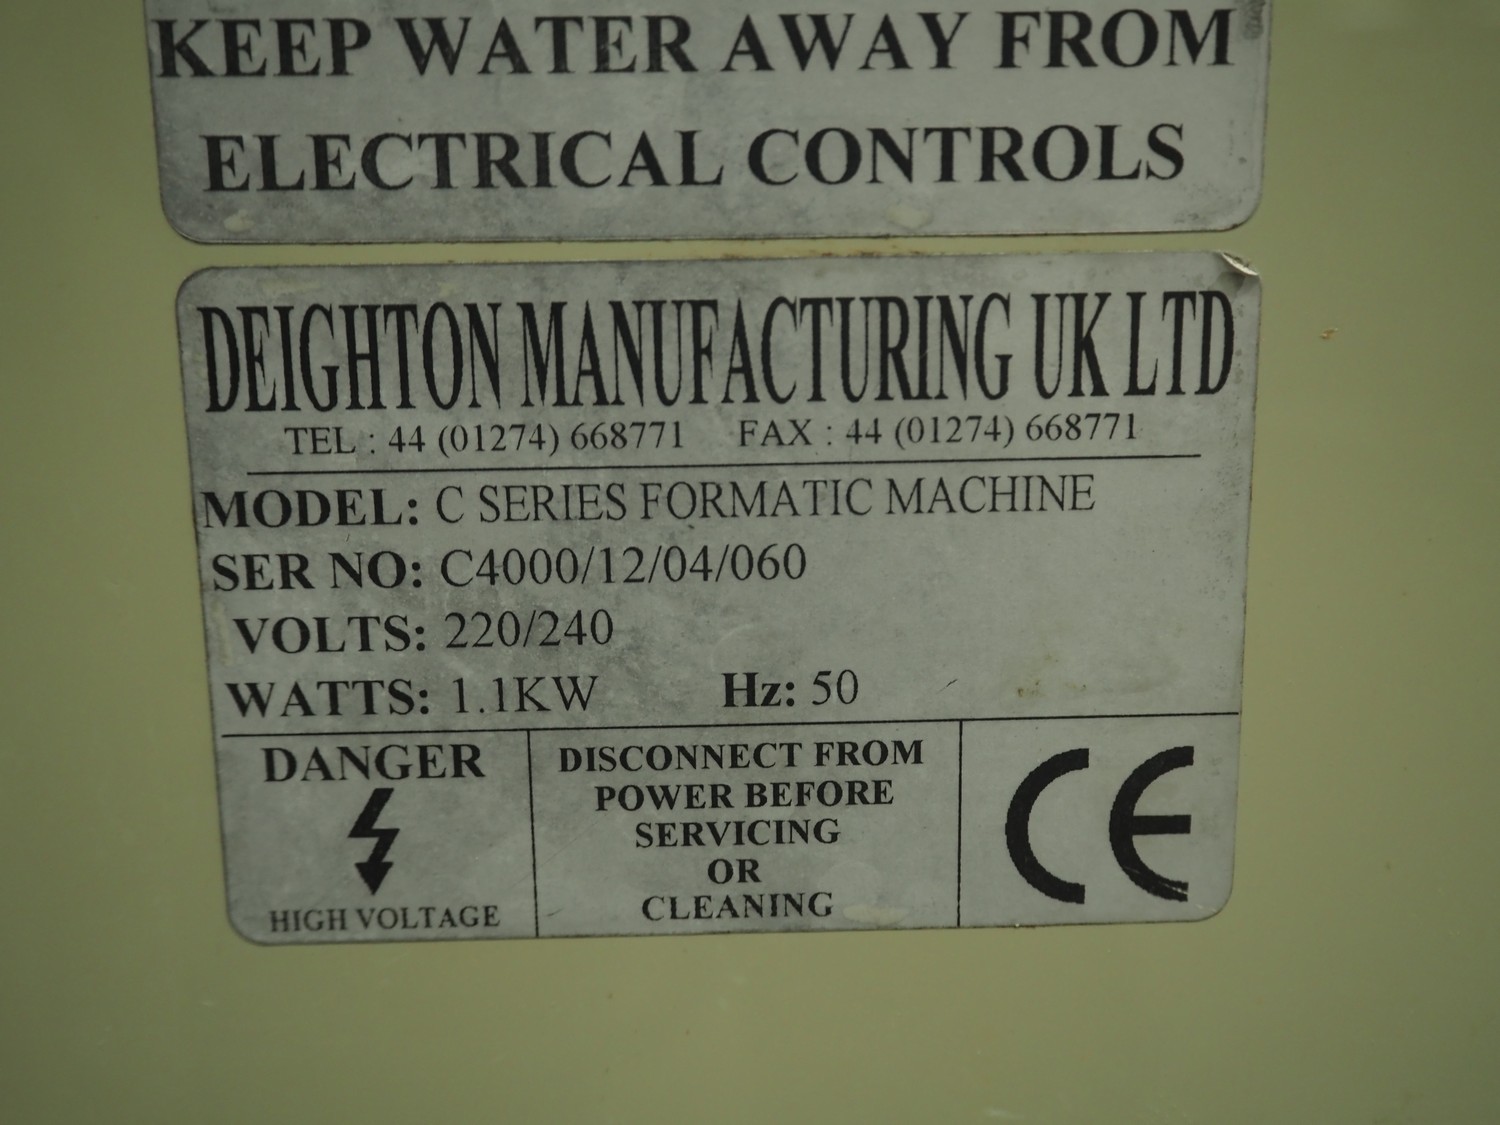 KEEP WATER AWAY FROM
ELECTRICAL CONTROLS
DEIGHTON MANUFACTURING UK LTD
TEL : 44 (01274) 668771 FAX : 44 (01274) 668771
MODEL: C SERIES FORMATIC MACHINE
SER NO: C4000/12/04/060
VOLTS: 220/240
WATTS: 1.1KW Hz: 50
DANGER
HIGH VOLTAGE
DISCONNECT FROM
POWER BEFORE
SERVICING
OR
CLEANING
CE